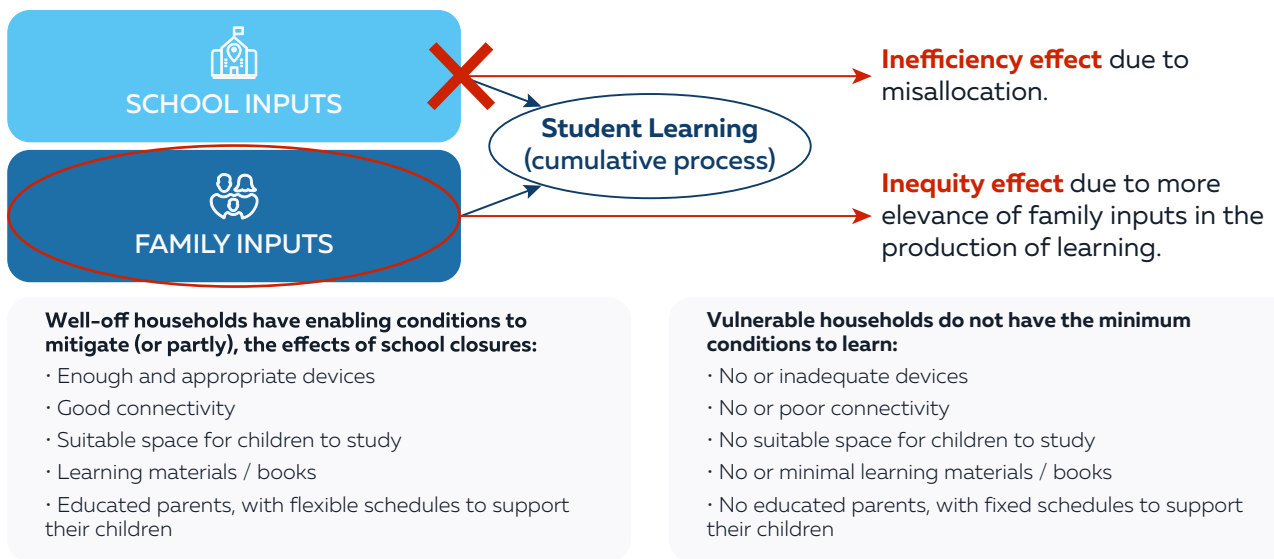 SCHOOL INPUTS
Inefficiency effect due to
misallocation.
Student Learning
(cumulative process)
FAMILY INPUTS
Inequity effect due to more
elevance of family inputs in the
production of learning.
Well-off households have enabling conditions to
mitigate (or partly), the effects of school closures:
· Enough and appropriate devices
· Good connectivity
· Suitable space for children to study
· Learning materials / books
· Educated parents, with flexible schedules to support
their children
Vulnerable households do not have the minimum
conditions to learn:
· No or inadequate devices
· No or poor connectivity
· No suitable space for children to study
· No or minimal learning materials / books
· No educated parents, with fixed schedules to support
their children